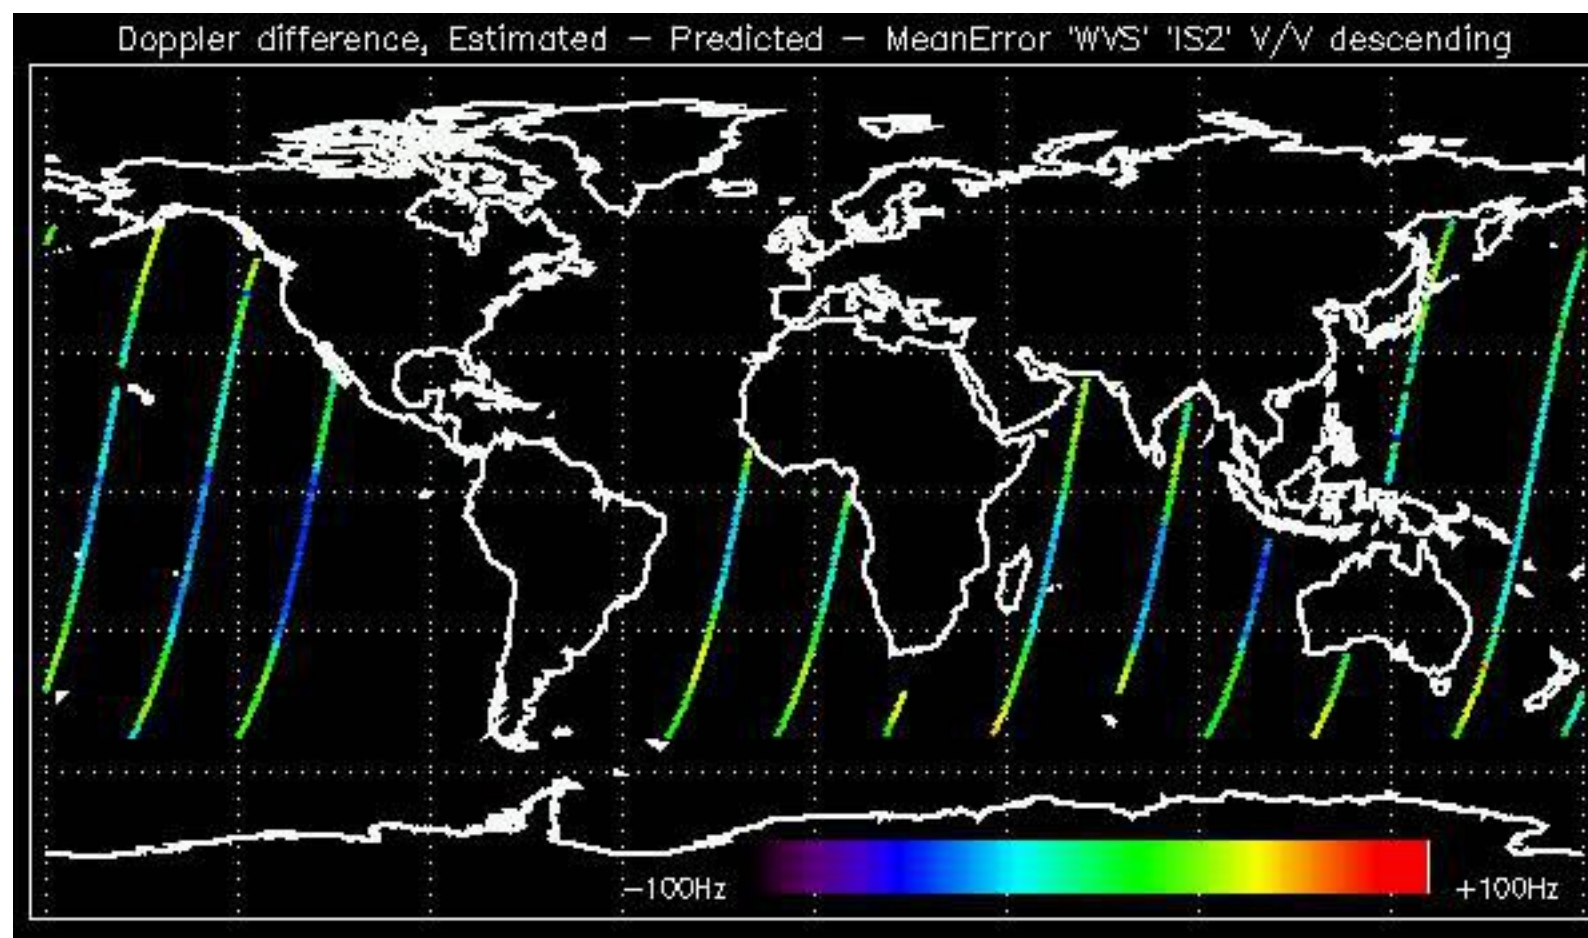 Doppler difference, Estimated – Predicted – MeanError 'WVS' 'IS2' V/V descending
–100Hz +100Hz